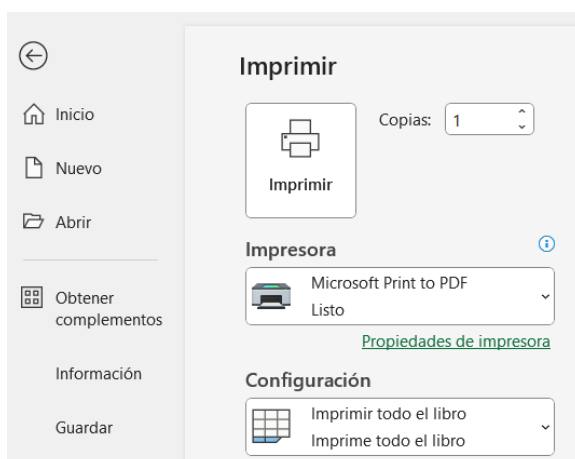 Inicio
Nuevo
Abrir
Obtener
complementos
Información
Guardar
Imprimir
Copias: 1
Imprimir
Impresora
Microsoft Print to PDF
Listo
Propiedades de impresora
Configuración
Imprimir todo el libro
Imprime todo el libro